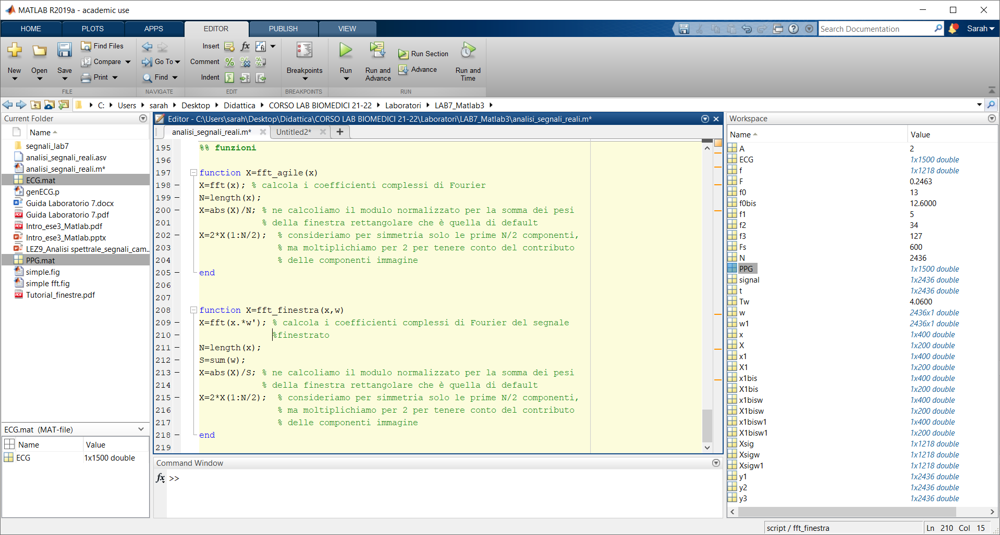 MATLAB R2019a - academic use
HOME PLOTS APPS EDITOR PUBLISH VIEW
Search Documentation
Sarah
New
Open
Save
Find Files
Compare
Print
FILE
Go To
Find
NAVIGATE
Insert
Comment
Indent
EDIT
Breakpoints
BREAKPOINTS
Run
Run and Advance
Run Section
Advance
Run and Time
RUN
C: Users sarah Desktop Didattica CORSO LAB BIOMEDICI 21-22 Laboratori LAB7_Matlab3
Current Folder
Name
segnali_lab7
analisi_segnali_reali.asv
analisi_segnali_reali.m*
ECG.mat
genECG.p
Guida Laboratorio 7.docx
Guida Laboratorio 7.pdf
Intro_ese3_Matlab.pdf
Intro_ese3_Matlab.pptx
LEZ9_Analisi spettrale_segnali_cam...
PPG.mat
simple.fig
simple fft.fig
Tutorial_finestre.pdf
ECG.mat (MAT-file)
Name Value
ECG 1x1500 double
Editor - C:\Users\sarah\Desktop\Didattica\CORSO LAB BIOMEDICI 21-22\Laboratori\LAB7_Matlab3\analisi_segnali_reali.m*
analisi_segnali_reali.m* Untitled2*
195 %% funzioni
196
197 function X=fft_agile(x)
198 X=fft(x); % calcola i coefficienti complessi di Fourier
199 N=length(x);
200 X=abs(X)/N; % ne calcoliamo il modulo normalizzato per la somma dei pesi
201 % della finestra rettangolare che è quella di default
202 X=2*X(1:N/2); % consideriamo per simmetria solo le prime N/2 componenti,
203 % ma moltiplichiamo per 2 per tenere conto del contributo
204 % delle componenti immagine
205 end
206
207
208 function X=fft_finestra(x,w)
209 X=fft(x.*w'); % calcola i coefficienti complessi di Fourier del segnale
210 %finestrato
211 N=length(x);
212 S=sum(w);
213 X=abs(X)/S; % ne calcoliamo il modulo normalizzato per la somma dei pesi
214 % della finestra rettangolare che è quella di default
215 X=2*X(1:N/2); % consideriamo per simmetria solo le prime N/2 componenti,
216 % ma moltiplichiamo per 2 per tenere conto del contributo
217 % delle componenti immagine
218 end
219
Command Window
fx >>
Workspace
Name Value
A 2
ECG 1x1500 double
f 1x1218 double
F 0.2463
f0 13
f0bis 12.6000
f1 5
f2 34
f3 127
Fs 600
N 2436
PPG 1x1500 double
signal 1x2436 double
t 1x2436 double
Tw 4.0600
w 2436x1 double
w1 2436x1 double
x 1x400 double
X 1x200 double
x1 1x400 double
X1 1x200 double
x1bis 1x400 double
X1bis 1x200 double
x1bisw 1x400 double
X1bisw 1x200 double
x1bisw1 1x400 double
X1bisw1 1x200 double
Xsig 1x1218 double
Xsigw 1x1218 double
Xsigw1 1x1218 double
y1 1x2436 double
y2 1x2436 double
y3 1x2436 double
script / fft_finestra
Ln 210 Col 15